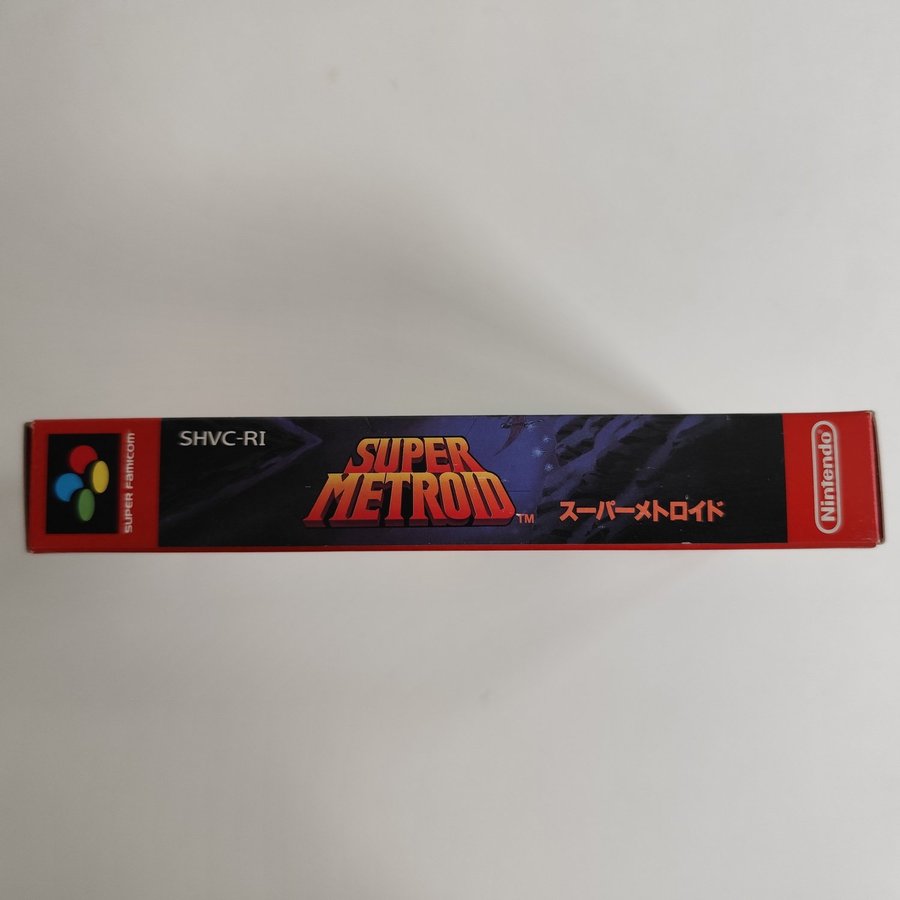 SUPER FAMICOM
SHVC-RI
SUPER
METROID
TM
スーパーメトロイド
Nintendo